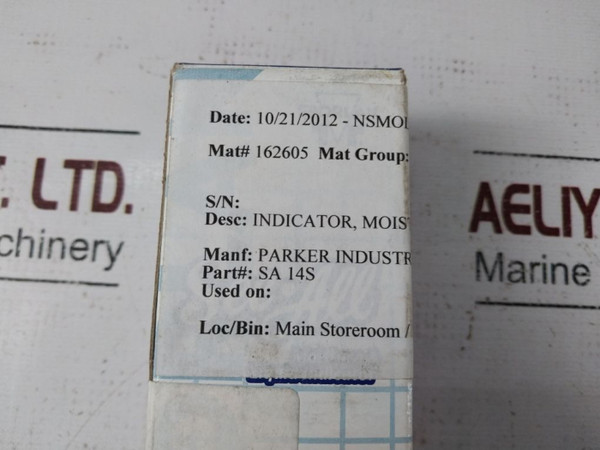 Date: 10/21/2012 - NSMOL
Mat# 162605 Mat Group:
S/N:
Desc: INDICATOR, MOIS
Manf: PARKER INDUSTR
Part#: SA 14S
Used on:
Loc/Bin: Main Storeroom /
T. LTD.
chinery
AELIY
Marine